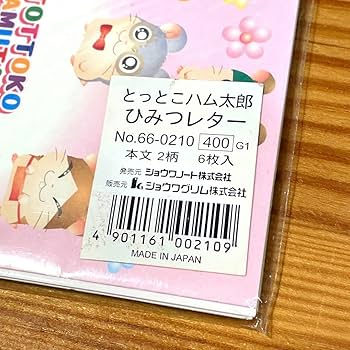 TOTTOKO
とっとこハム太郎
ひみつレター
No.66-0210 400 G1
本文 2柄 6枚入
発売元 ショウワノート株式会社
販売元 ショウワグリム株式会社
4 901161 002109
MADE IN JAPAN